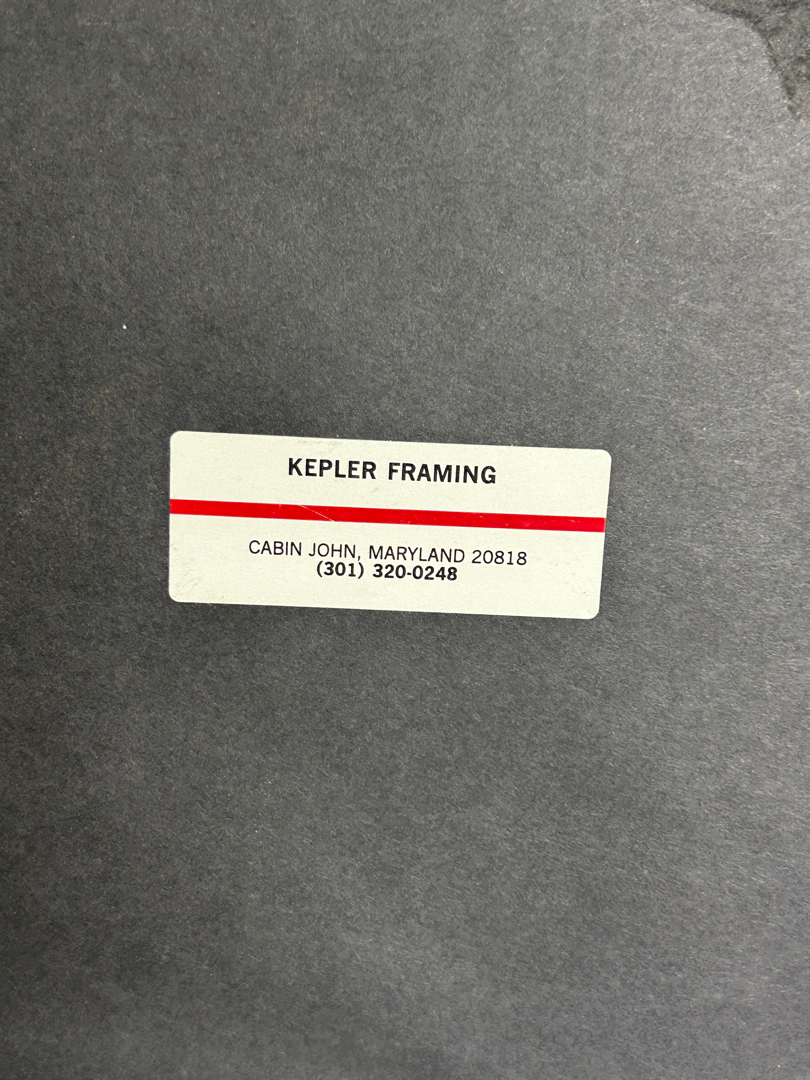 KEPLER FRAMING
CABIN JOHN, MARYLAND 20818
(301) 320-0248